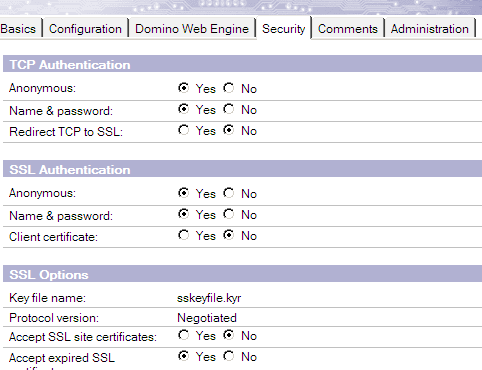 Basics Configuration Domino Web Engine Security Comments Administration
TCP Authentication
Anonymous: Yes No
Name & password: Yes No
Redirect TCP to SSL: Yes No
SSL Authentication
Anonymous: Yes No
Name & password: Yes No
Client certificate: Yes No
SSL Options
Key file name: sskeyfile.kyr
Protocol version: Negotiated
Accept SSL site certificates: Yes No
Accept expired SSL Yes No